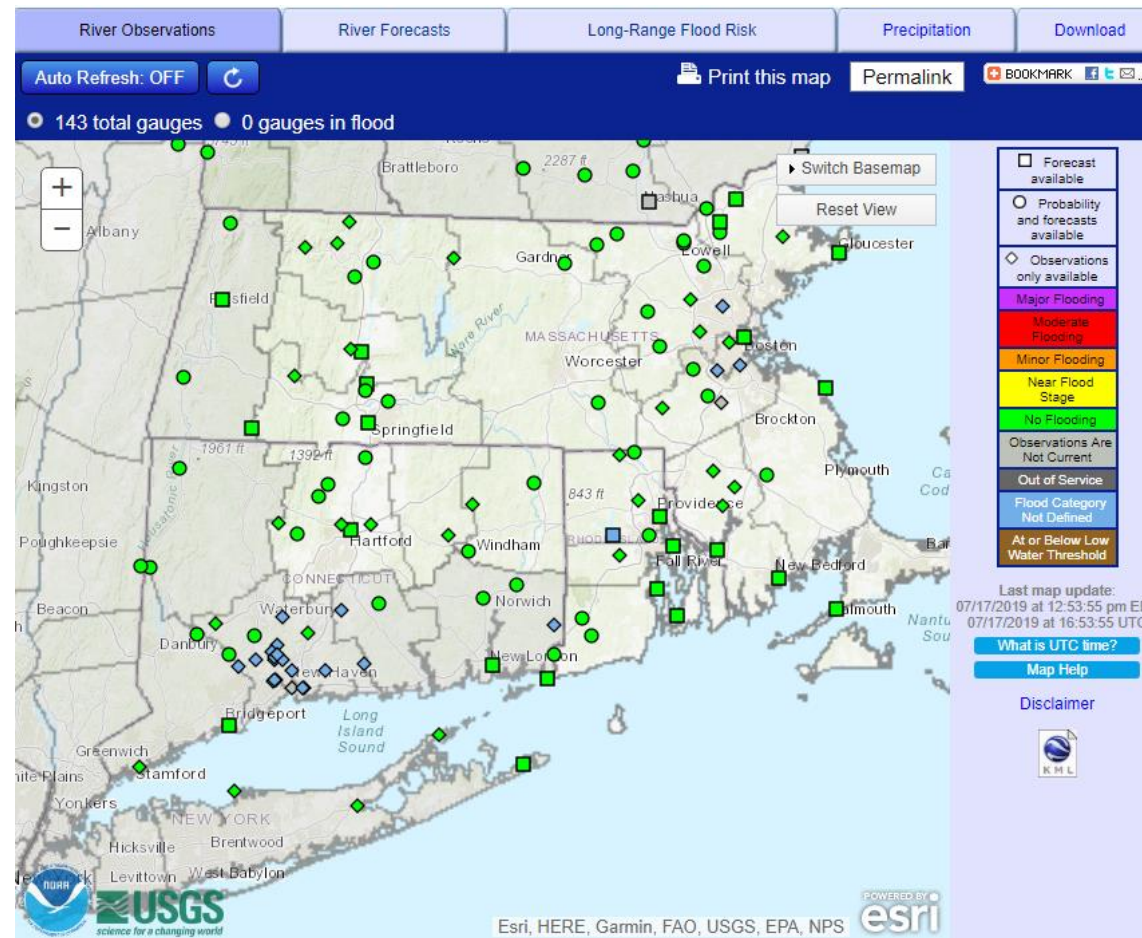 River Observations
River Forecasts
Long-Range Flood Risk
Precipitation
Download
Auto Refresh: OFF
Print this map
Permalink
BOOKMARK
143 total gauges
0 gauges in flood
+
−
Switch Basemap
Reset View
Brattleboro
2287 ft
Albany
Gardner
Lowell
Gloucester
Ware River
MASSACHUSETTS
Worcester
Boston
Brockton
Springfield
1961 ft
1392 ft
Housatonic River
Kingston
843 ft
Plymouth
Providence
Poughkeepsie
Hartford
Windham
Fall River
New Bedford
CONNECTICUT
Beacon
Waterbury
Norwich
Danbury
New London
New Haven
Bridgeport
Long
Island
Sound
Greenwich
Stamford
Yonkers
NEW YORK
Hicksville
Brentwood
Levittown
West Babylon
NOAA
USGS
science for a changing world
Esri, HERE, Garmin, FAO, USGS, EPA, NPS
POWERED BY
esri
Forecast
available
Probability
and forecasts
available
Observations
only available
Major Flooding
Moderate
Flooding
Minor Flooding
Near Flood
Stage
No Flooding
Observations Are
Not Current
Out of Service
Flood Category
Not Defined
At or Below Low
Water Threshold
Last map update:
07/17/2019 at 12:53:55 pm
07/17/2019 at 16:53:55 UTC
What is UTC time?
Map Help
Disclaimer
KML